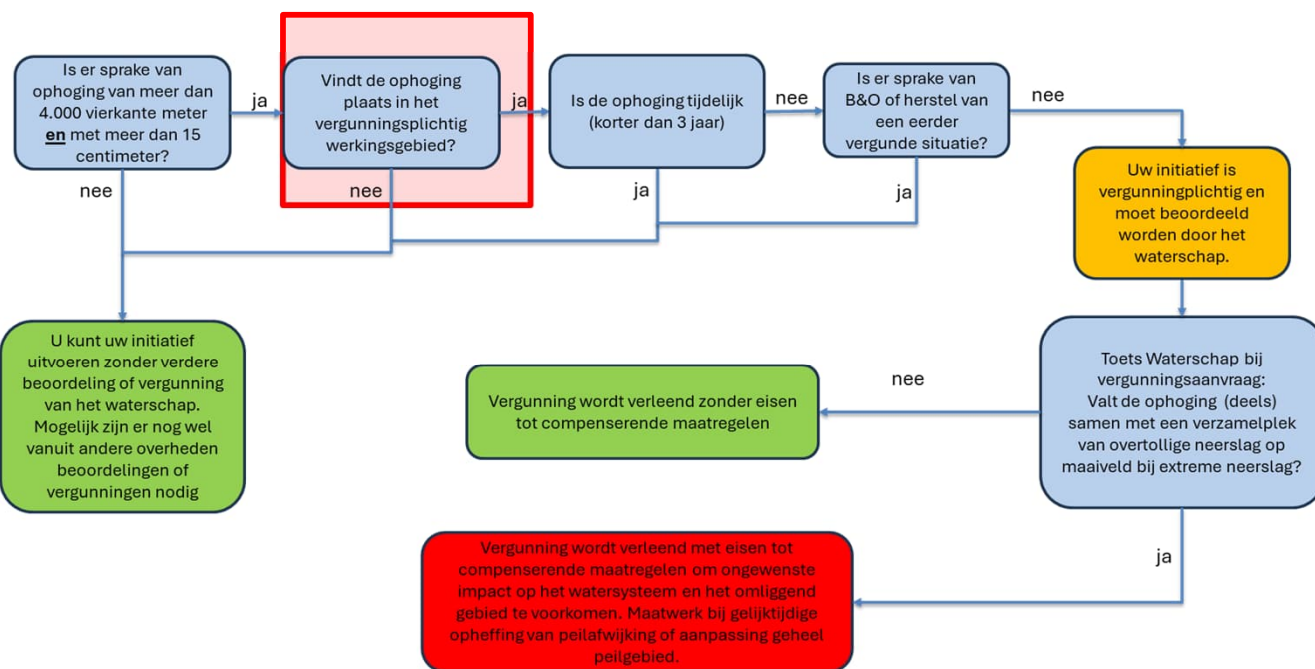 Is er sprake van
ophoging van meer dan
4.000 vierkante meter
en met meer dan 15
centimeter?
ja
nee
Vindt de ophoging
plaats in het
vergunningsplichtig
werkingsgebied?
ja
nee
Is de ophoging tijdelijk
(korter dan 3 jaar)
nee
ja
Is er sprake van
B&O of herstel van
een eerder
vergunde situatie?
nee
ja
Uw initiatief is
vergunningplichtig en
moet beoordeeld
worden door het
waterschap.
U kunt uw initiatief
uitvoeren zonder verdere
beoordeling of vergunning
van het waterschap.
Mogelijk zijn er nog wel
vanuit andere overheden
beoordelingen of
vergunningen nodig
Vergunning wordt verleend zonder eisen
tot compenserende maatregelen
nee
Toets Waterschap bij
vergunningsaanvraag:
Valt de ophoging (deels)
samen met een verzamelplek
van overtollige neerslag op
maaiveld bij extreme neerslag?
ja
Vergunning wordt verleend met eisen tot
compenserende maatregelen om ongewenste
impact op het watersysteem en het omliggend
gebied te voorkomen. Maatwerk bij gelijktijdige
opheffing van peilafwijking of aanpassing geheel
peilgebied.